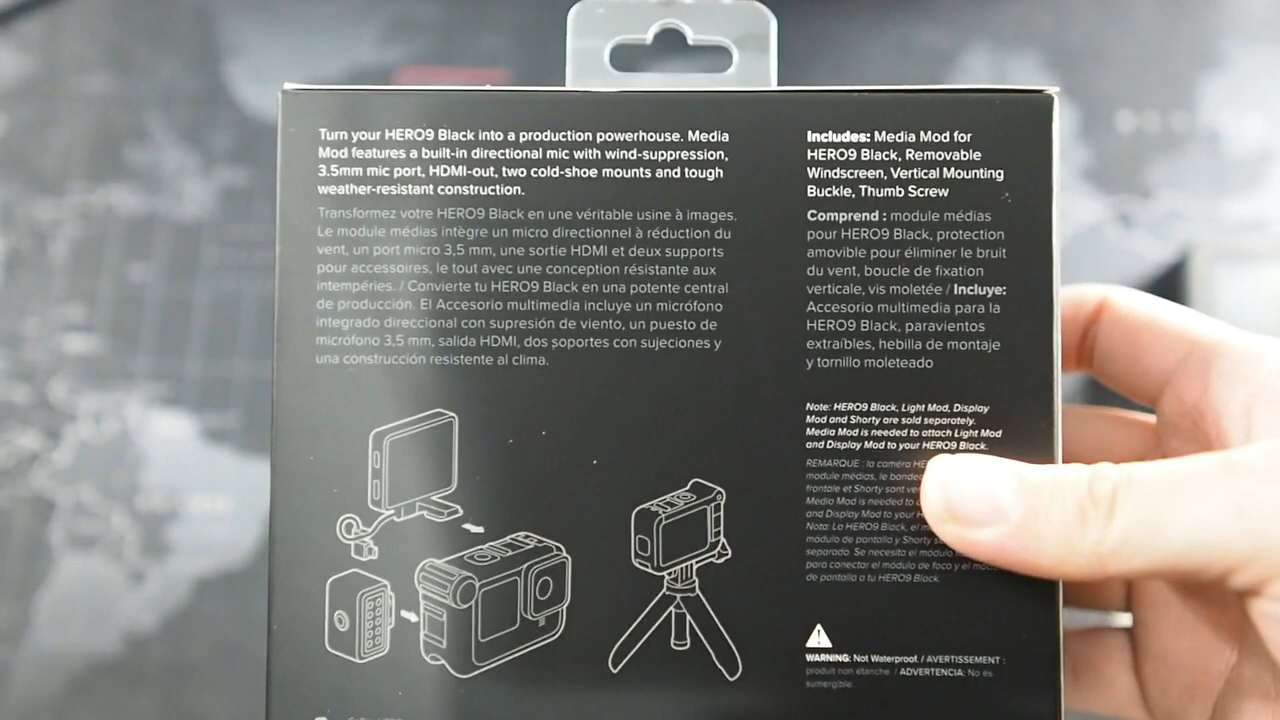 Turn your HERO9 Black into a production powerhouse. Media
Mod features a built-in directional mic with wind-suppression,
3.5mm mic port, HDMI-out, two cold-shoe mounts and tough
weather-resistant construction.
Transformez votre HERO9 Black en une véritable usine à images.
Le module médias intègre un micro directionnel à réduction du
vent, un port micro 3,5 mm, une sortie HDMI et deux supports
pour accessoires, le tout avec une conception résistante aux
intempéries. / Convierte tu HERO9 Black en una potente central
de producción. El Accesorio multimedia incluye un micrófono
integrado direccional con supresión de viento, un puesto de
micrófono 3,5 mm, salida HDMI, dos soportes con sujeciones y
una construcción resistente al clima.
Includes: Media Mod for
HERO9 Black, Removable
Windscreen, Vertical Mounting
Buckle, Thumb Screw
Comprend : module médias
pour HERO9 Black, protection
amovible pour éliminer le bruit
du vent, boucle de fixation
verticale, vis moletée / Incluye:
Accesorio multimedia para la
HERO9 Black, paravientos
extraíbles, hebilla de montaje
y tornillo moleteado
Note: HERO9 Black, Light Mod, Display
Mod and Shorty are sold separately.
Media Mod is needed to attach Light Mod
and Display Mod to your HERO9 Black.
REMARQUE : la caméra
module médias, le
frontale et Shorty sont
Media Mod is needed to
and Display Mod to your
Nota: La HERO9 Black, el
módulo de pantalla y Shorty
separado. Se necesita el módulo
para conectar el módulo de foco y el
de pantalla a tu HERO9 Black.
WARNING: Not Waterproof. / AVERTISSEMENT :
produit non étanche. / ADVERTENCIA: No es
sumergible.